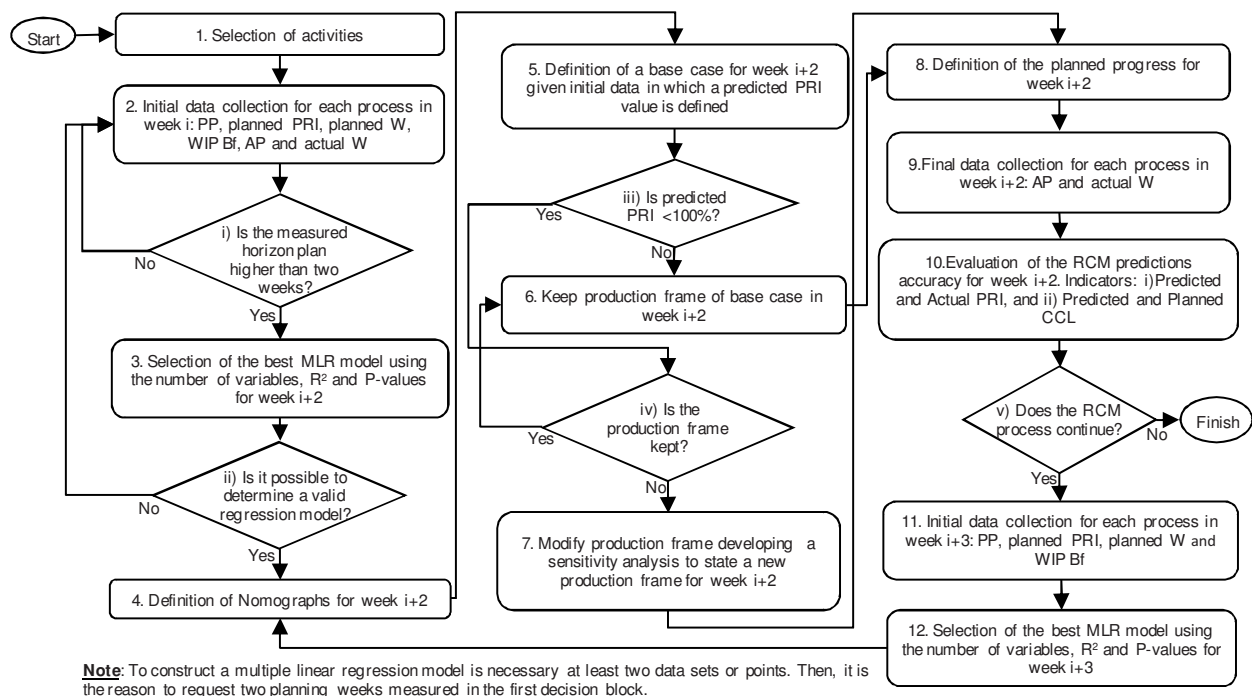 Start
1. Selection of activities
2. Initial data collection for each process in
week i: PP, planned PRI, planned W,
WIP Bf, AP and actual W
i) Is the measured
horizon plan
higher than two
weeks?
No
Yes
3. Selection of the best MLR model using
the number of variables, R² and P-values
for week i+2
ii) Is it possible to
determine a valid
regression model?
No
Yes
4. Definition of Nomographs for week i+2
5. Definition of a base case for week i+2
given initial data in which a predicted PRI
value is defined
iii) Is predicted
PRI <100%?
Yes
No
6. Keep production frame of base case in
week i+2
iv) Is the
production frame
kept?
Yes
No
7. Modify production frame developing a
sensitivity analysis to state a new
production frame for week i+2
8. Definition of the planned progress for
week i+2
9.Final data collection for each process in
week i+2: AP and actual W
10.Evaluation of the RCM predictions
accuracy for week i+2. Indicators: i)Predicted
and Actual PRI, and ii) Predicted and Planned
CCL
v) Does the RCM
process continue?
No
Finish
Yes
11. Initial data collection for each process in
week i+3: PP, planned PRI, planned W and
WIP Bf
12. Selection of the best MLR model using
the number of variables, R² and P-values for
week i+3
Note: To construct a multiple linear regression model is necessary at least two data sets or points. Then, it is
the reason to request two planning weeks measured in the first decision block.